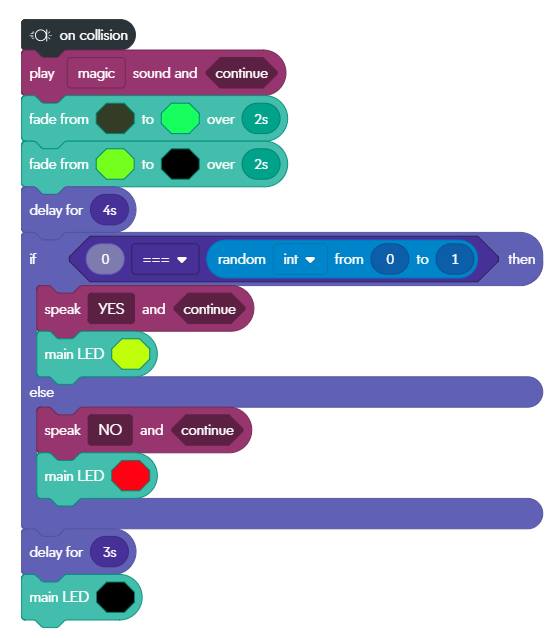 on collision
play magic sound and continue
fade from to over 2s
fade from to over 2s
delay for 4s
if 0 === random int from 0 to 1 then
speak YES and continue
main LED
else
speak NO and continue
main LED
delay for 3s
main LED